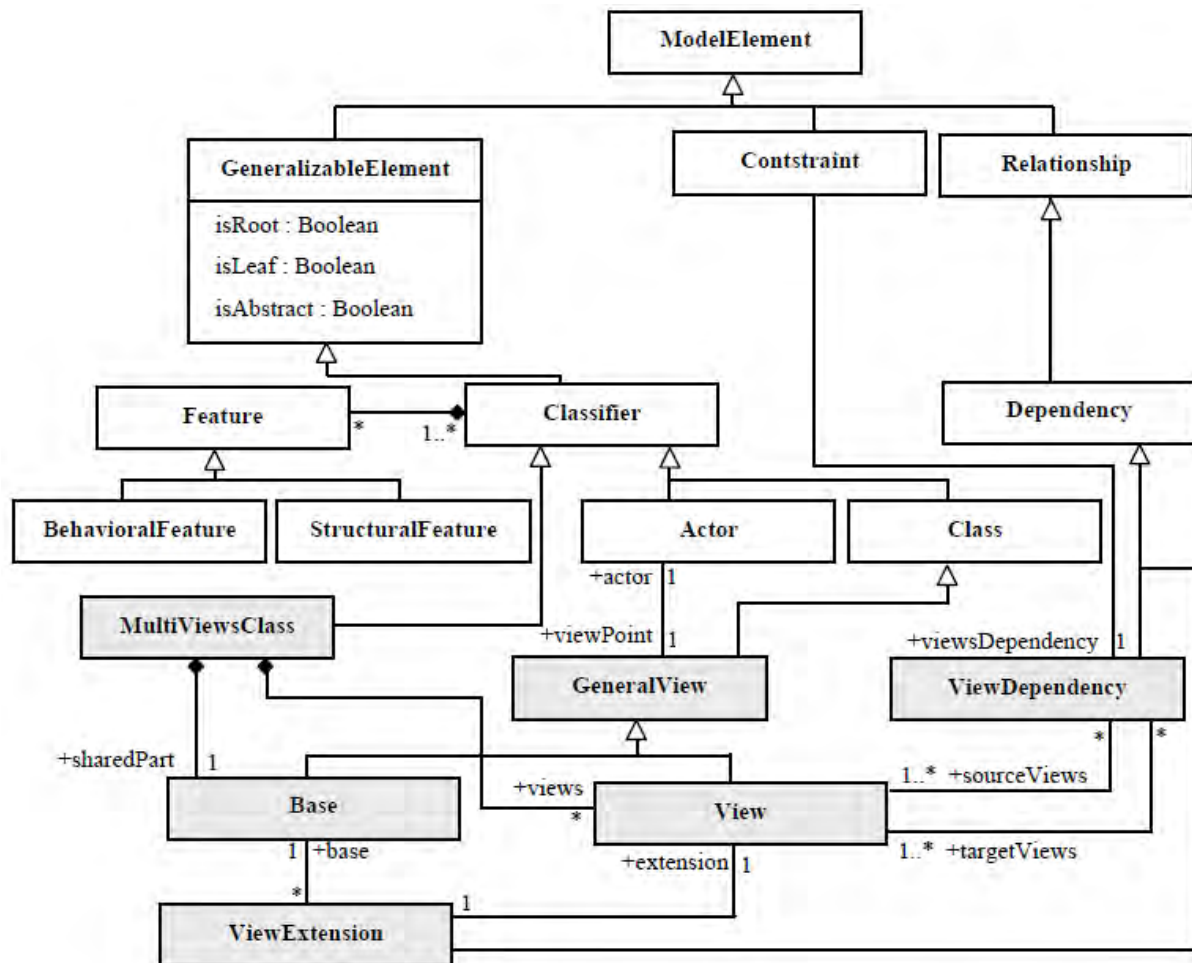 ModelElement
GeneralizableElement
isRoot : Boolean
isLeaf : Boolean
isAbstract : Boolean
Contstraint
Relationship
Feature
*
1..*
Classifier
Dependency
BehavioralFeature
StructuralFeature
Actor
Class
+actor 1
MultiViewsClass
+viewPoint 1
+viewsDependency 1
GeneralView
ViewDependency
* *
+sharedPart 1
+views
*
1..* +sourceViews
Base
View
1 +base
+extension 1
1..* +targetViews
*
1
ViewExtension